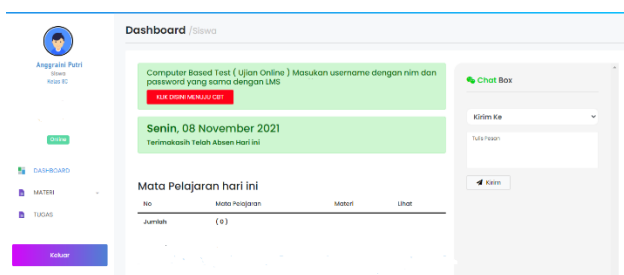 Dashboard /Siswa
Anggraini Putri
Siswa
Kelas 8C
Online
DASHBOARD
MATERI
TUGAS
Keluar
Computer Based Test ( Ujian Online ) Masukan username dengan nim dan
password yang sama dengan LMS
KLIK DISINI MENUJU CBT
Senin, 08 November 2021
Terimakasih Telah Absen Hari ini
Mata Pelajaran hari ini
No Mata Pelajaran Materi Lihat
Jumlah ( 0 )
Chat Box
Kirim Ke
Tulis Pesan
Kirim